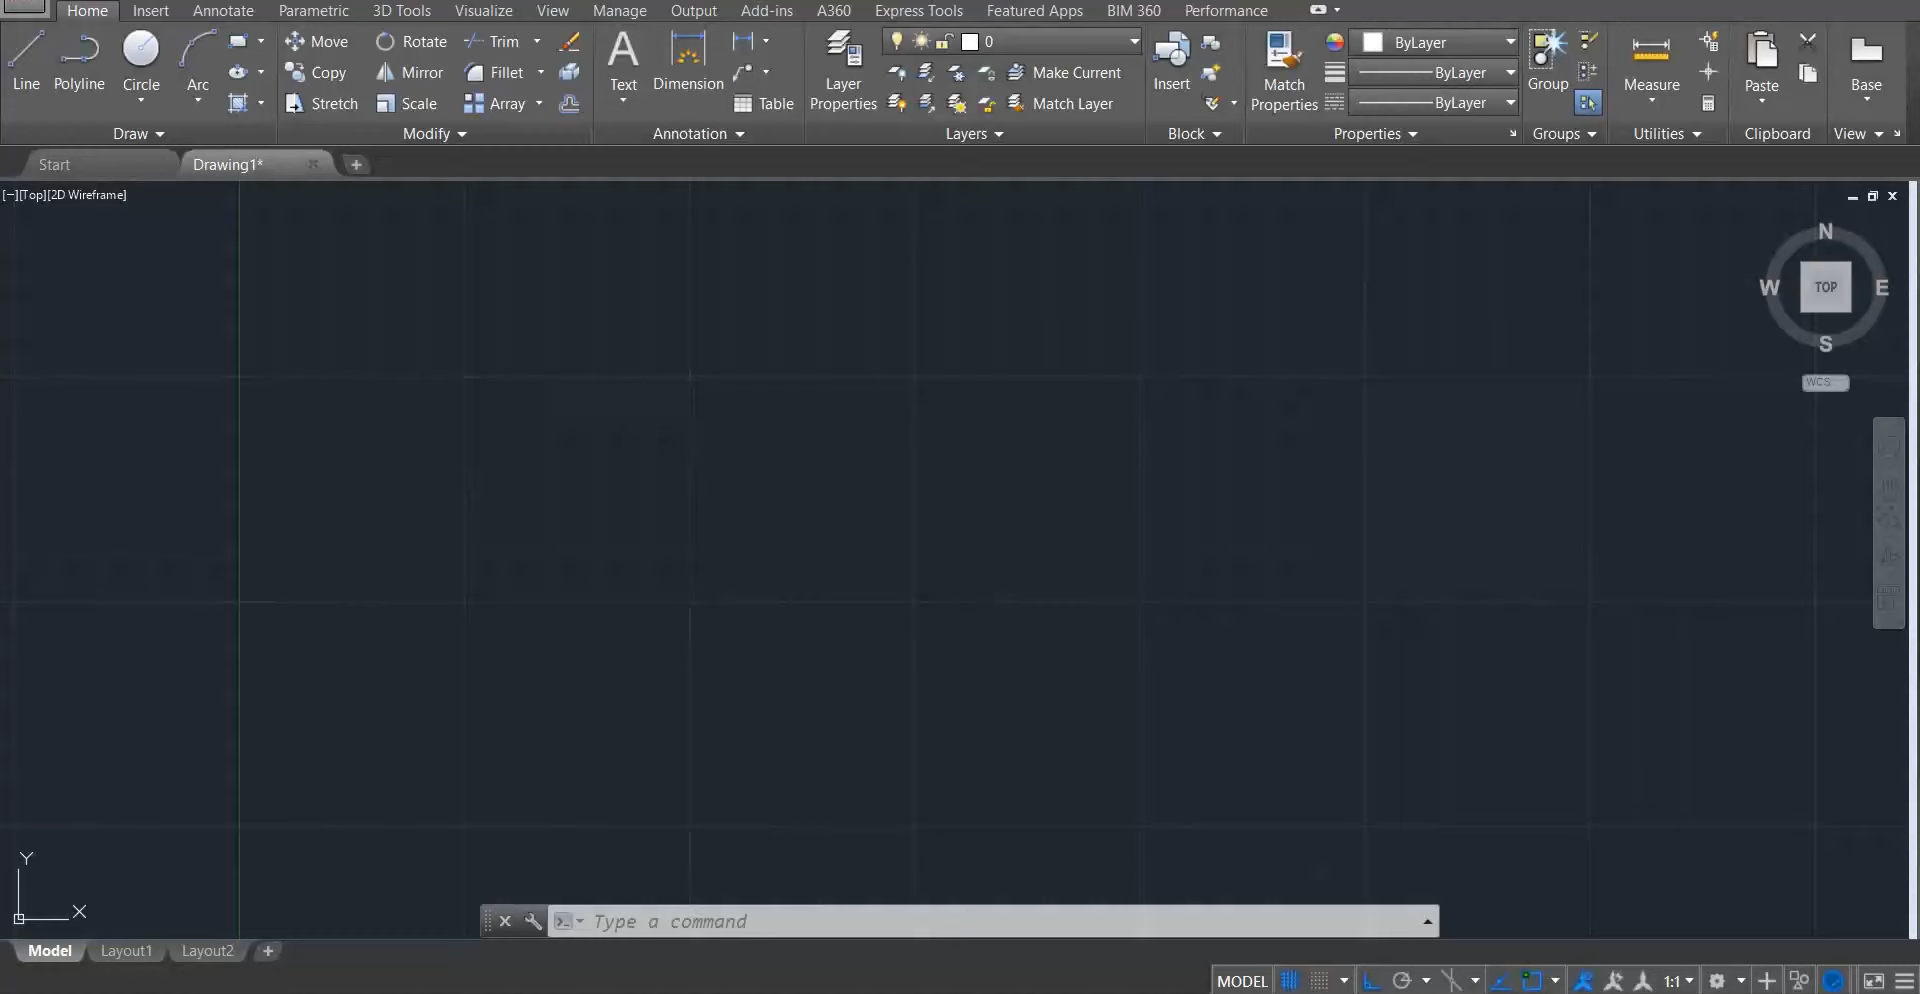 Home Insert Annotate Parametric 3D Tools Visualize View Manage Output Add-ins A360 Express Tools Featured Apps BIM 360 Performance
Line Polyline Circle Arc
Move Rotate Trim
Copy Mirror Fillet
Stretch Scale Array
Text Dimension Table
Layer Properties
0
Make Current
Match Layer
Insert
Match Properties
ByLayer
ByLayer
ByLayer
Group
Measure
Paste
Base
Draw Modify Annotation Layers Block Properties Groups Utilities Clipboard View
Start Drawing1*
[−][Top][2D Wireframe]
N
W TOP E
S
WCS
Y
X
Type a command
Model Layout1 Layout2
MODEL 1:1